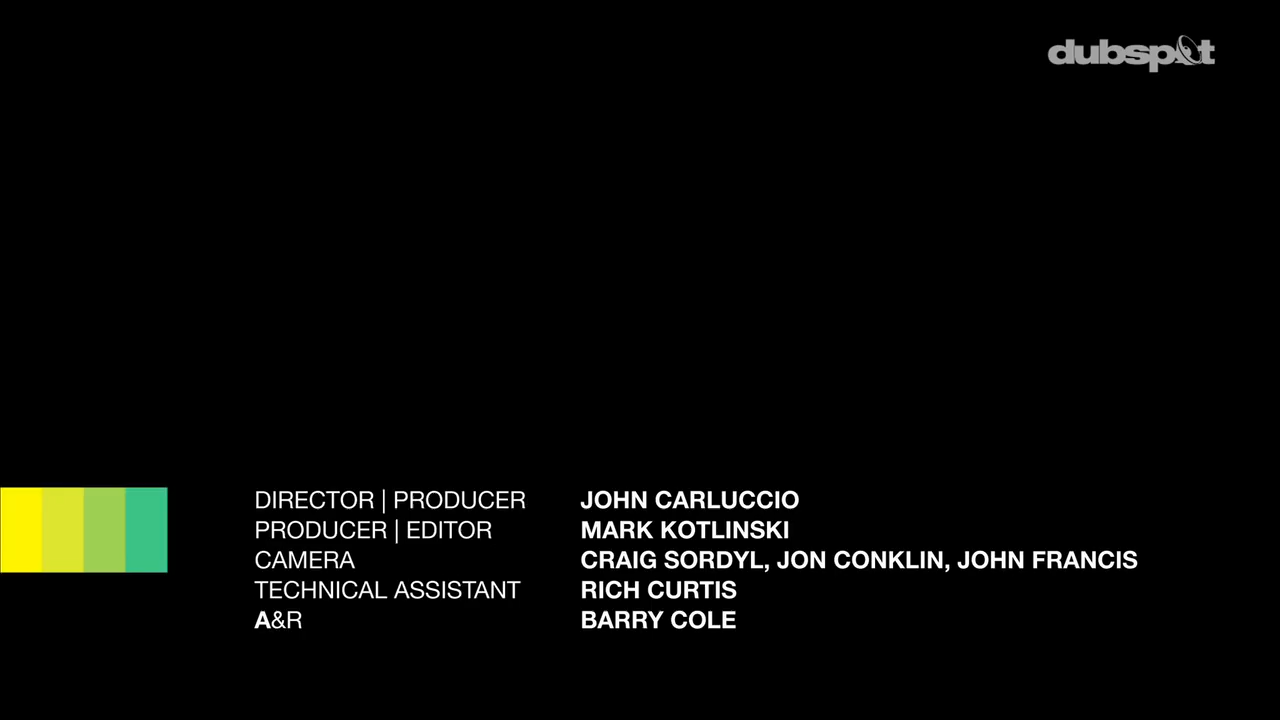 dubspot
DIRECTOR | PRODUCER JOHN CARLUCCIO
PRODUCER | EDITOR MARK KOTLINSKI
CAMERA CRAIG SORDYL, JON CONKLIN, JOHN FRANCIS
TECHNICAL ASSISTANT RICH CURTIS
A&R BARRY COLE